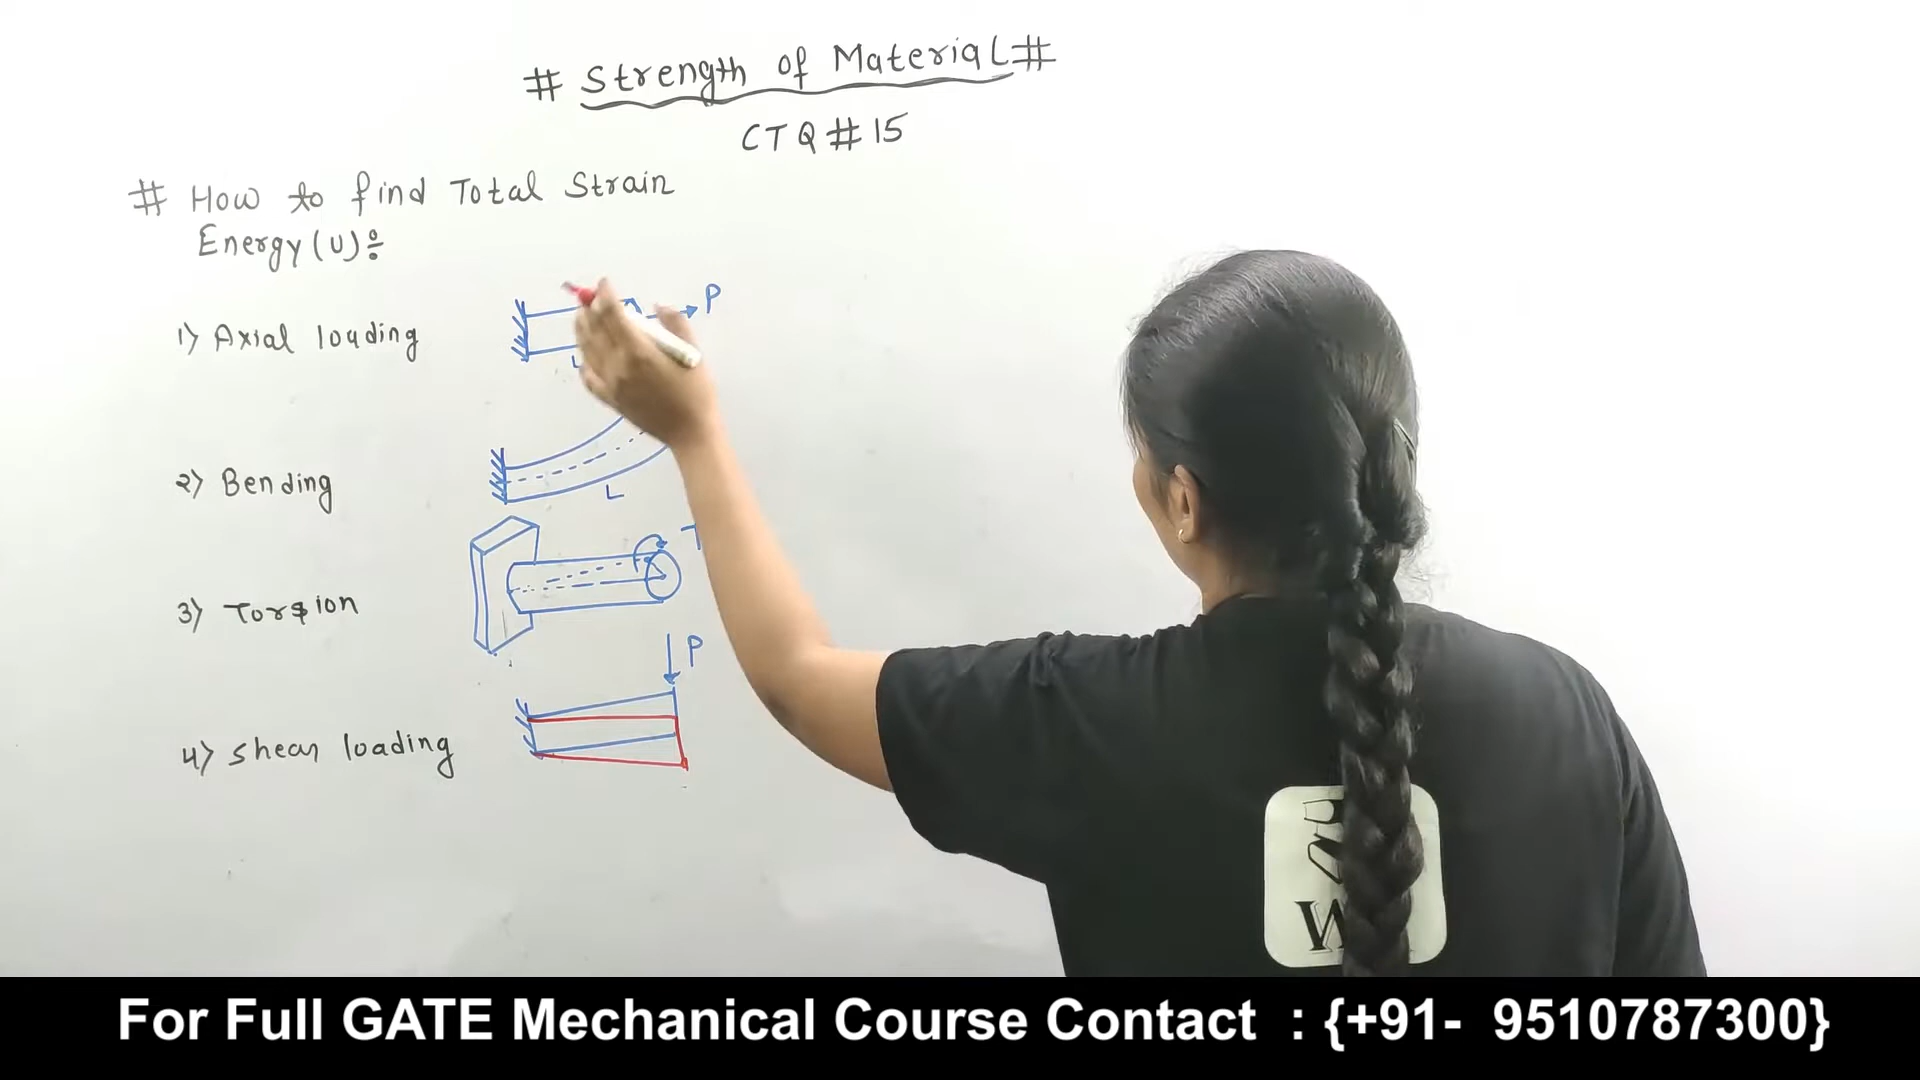 # Strength of Material #
CTQ #15
# How to find Total Strain
Energy (U):
1) Axial loading
P
L
2) Bending
L
3) Torsion
T
P
4) Shear loading
W
For Full GATE Mechanical Course Contact : {+91- 9510787300}